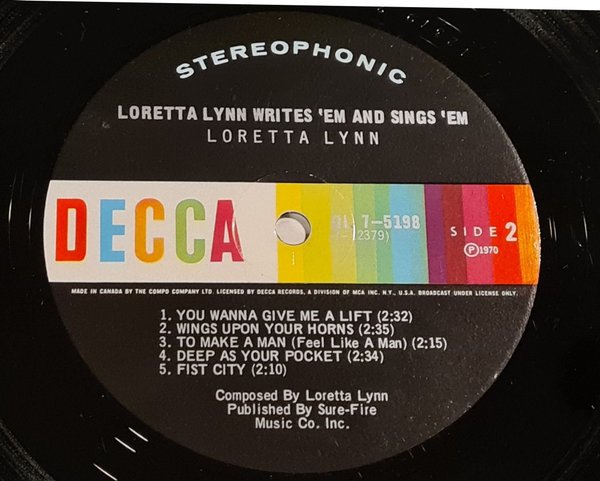 STEREOPHONIC
LORETTA LYNN WRITES 'EM AND SINGS 'EM
LORETTA LYNN
DECCA
7-5198
2379)
SIDE 2
Ⓟ1970
MADE IN CANADA BY THE COMPO COMPANY LTD. LICENSED BY DECCA RECORDS, A DIVISION OF MCA INC. N.Y., U.S.A. BROADCAST UNDER LICENSE ONLY.
1. YOU WANNA GIVE ME A LIFT (2:32)
2. WINGS UPON YOUR HORNS (2:35)
3. TO MAKE A MAN (Feel Like A Man) (2:15)
4. DEEP AS YOUR POCKET (2:34)
5. FIST CITY (2:10)
Composed By Loretta Lynn
Published By Sure-Fire
Music Co. Inc.